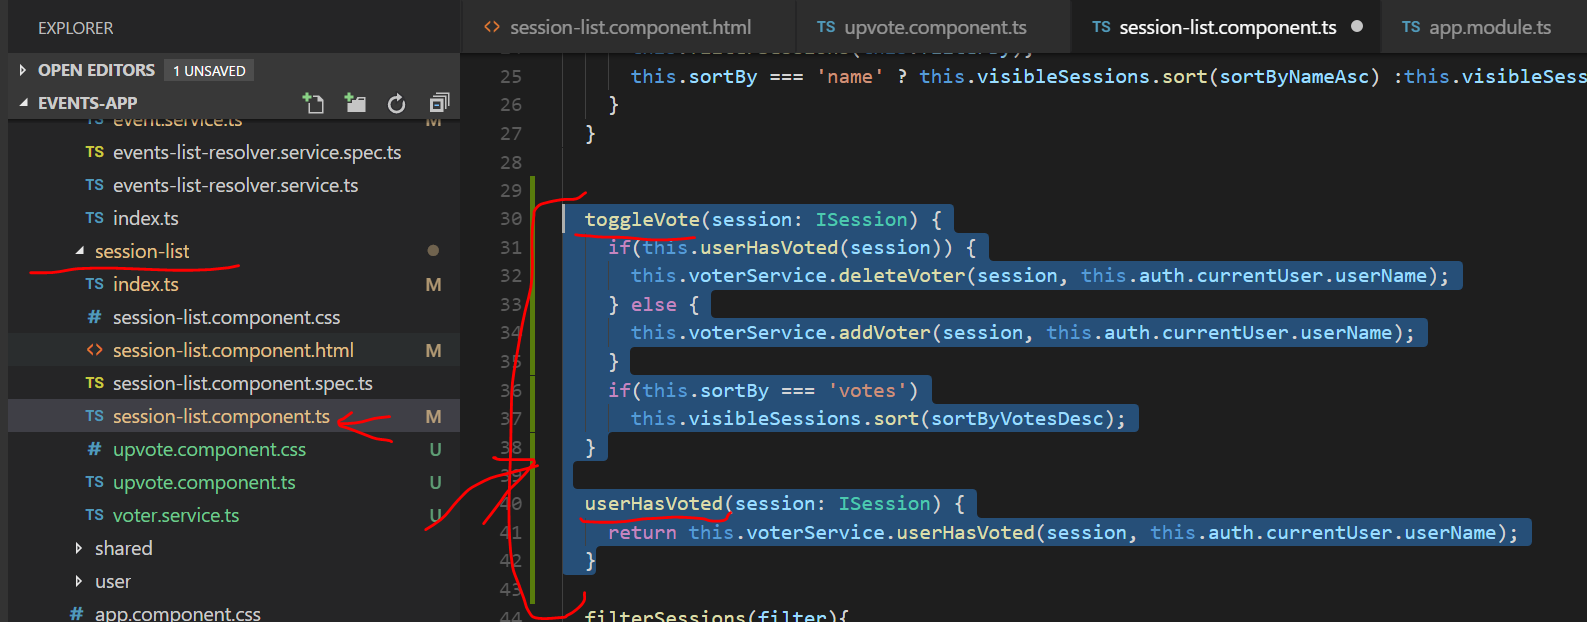 EXPLORER
OPEN EDITORS 1 UNSAVED
EVENTS-APP
TS event.service.ts M
TS events-list-resolver.service.spec.ts
TS events-list-resolver.service.ts
TS index.ts
session-list
TS index.ts M
# session-list.component.css
<> session-list.component.html M
TS session-list.component.spec.ts
TS session-list.component.ts M
# upvote.component.css U
TS upvote.component.ts U
TS voter.service.ts U
shared
user
# app.component.css
<> session-list.component.html TS upvote.component.ts TS session-list.component.ts TS app.module.ts
25 this.sortBy === 'name' ? this.visibleSessions.sort(sortByNameAsc) :this.visibleSess
26 }
27 }
28
29
30 toggleVote(session: ISession) {
31 if(this.userHasVoted(session)) {
32 this.voterService.deleteVoter(session, this.auth.currentUser.userName);
33 } else {
34 this.voterService.addVoter(session, this.auth.currentUser.userName);
35 }
36 if(this.sortBy === 'votes')
37 this.visibleSessions.sort(sortByVotesDesc);
38 }
39
40 userHasVoted(session: ISession) {
41 return this.voterService.userHasVoted(session, this.auth.currentUser.userName);
42 }
43
44 filterSessions(filter){